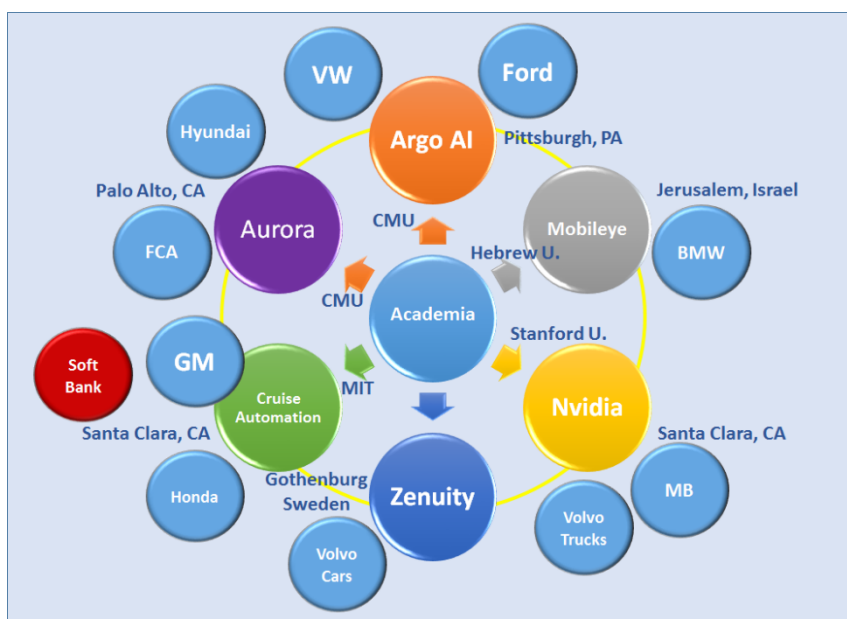 VW
Ford
Hyundai
Argo AI
Pittsburgh, PA
Palo Alto, CA
Jerusalem, Israel
Aurora
CMU
Mobileye
FCA
Hebrew U.
BMW
CMU
Academia
Stanford U.
GM
Soft
Bank
MIT
Cruise
Automation
Nvidia
Santa Clara, CA
Santa Clara, CA
Gothenburg
Sweden
Honda
Zenuity
MB
Volvo
Trucks
Volvo
Cars